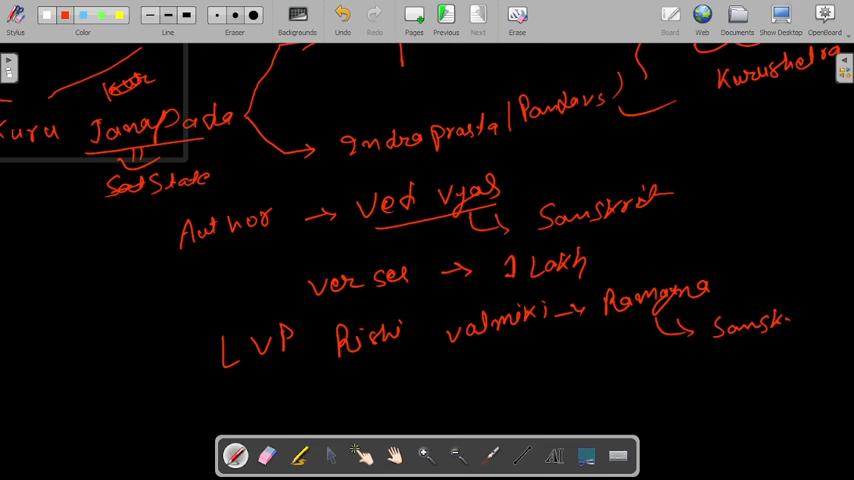 Stylus Color Line Eraser Backgrounds Undo Redo Pages Previous Next Erase Board Web Documents Show Desktop OpenBoard
Kurushetra
Kuru Janapada
Indraprasta / Pandavs
State
Author → Ved Vyas
Sanskrit
verses → 1 Lakh
LVP Rishi valmiki → Ramayna
Sansk
AI